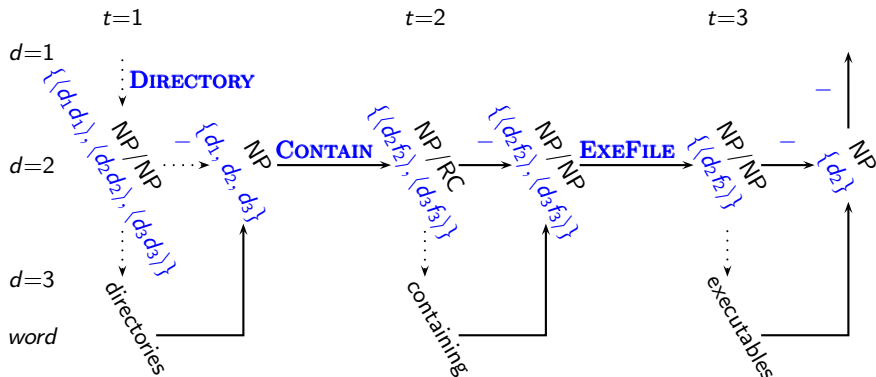 t=1 t=2 t=3
d=1
DIRECTORY
–
d=2
NP/NP
{⟨d₁d₁⟩, ⟨d₂d₂⟩, ⟨d₃d₃⟩}
–
NP
{d₁, d₂, d₃}
CONTAIN
NP/RC
{⟨d₂f₂⟩, ⟨d₃f₃⟩}
–
NP/NP
{⟨d₂f₂⟩, ⟨d₃f₃⟩}
EXEFILE
NP/NP
{⟨d₂f₂⟩}
–
NP
{d₂}
d=3
word
directories
containing
executables